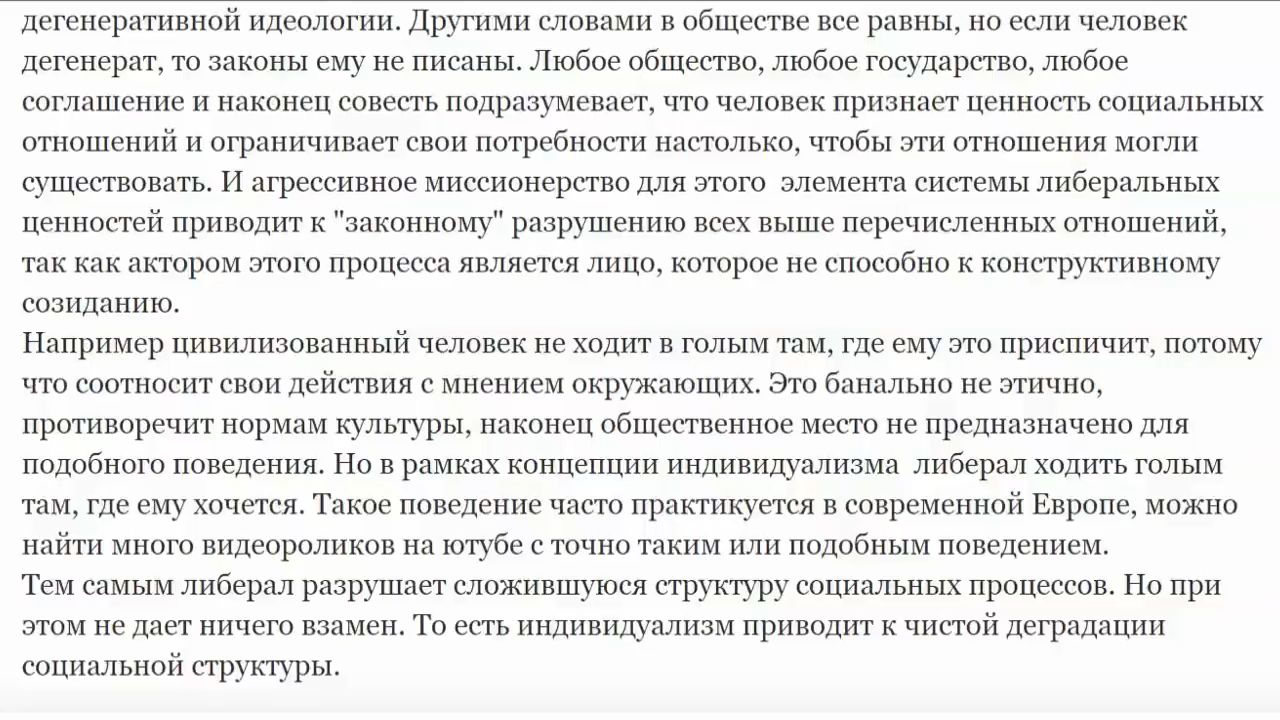 дегенеративной идеологии. Другими словами в обществе все равны, но если человек
дегенерат, то законы ему не писаны. Любое общество, любое государство, любое
соглашение и наконец совесть подразумевает, что человек признает ценность социальных
отношений и ограничивает свои потребности настолько, чтобы эти отношения могли
существовать. И агрессивное миссионерство для этого  элемента системы либеральных
ценностей приводит к "законному" разрушению всех выше перечисленных отношений,
так как актором этого процесса является лицо, которое не способно к конструктивному
созиданию.
Например цивилизованный человек не ходит в голым там, где ему это приспичит, потому
что соотносит свои действия с мнением окружающих. Это банально не этично,
противоречит нормам культуры, наконец общественное место не предназначено для
подобного поведения. Но в рамках концепции индивидуализма  либерал ходить голым
там, где ему хочется. Такое поведение часто практикуется в современной Европе, можно
найти много видеороликов на ютубе с точно таким или подобным поведением.
Тем самым либерал разрушает сложившуюся структуру социальных процессов. Но при
этом не дает ничего взамен. То есть индивидуализм приводит к чистой деградации
социальной структуры.